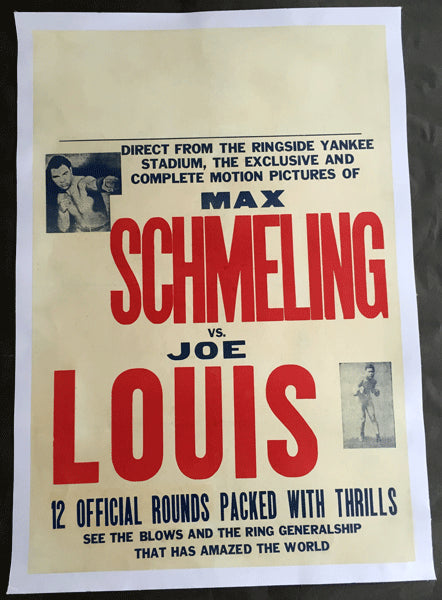 DIRECT FROM THE RINGSIDE YANKEE
STADIUM, THE EXCLUSIVE AND
COMPLETE MOTION PICTURES OF
MAX
SCHMELING
VS.
JOE
LOUIS
12 OFFICIAL ROUNDS PACKED WITH THRILLS
SEE THE BLOWS AND THE RING GENERALSHIP
THAT HAS AMAZED THE WORLD